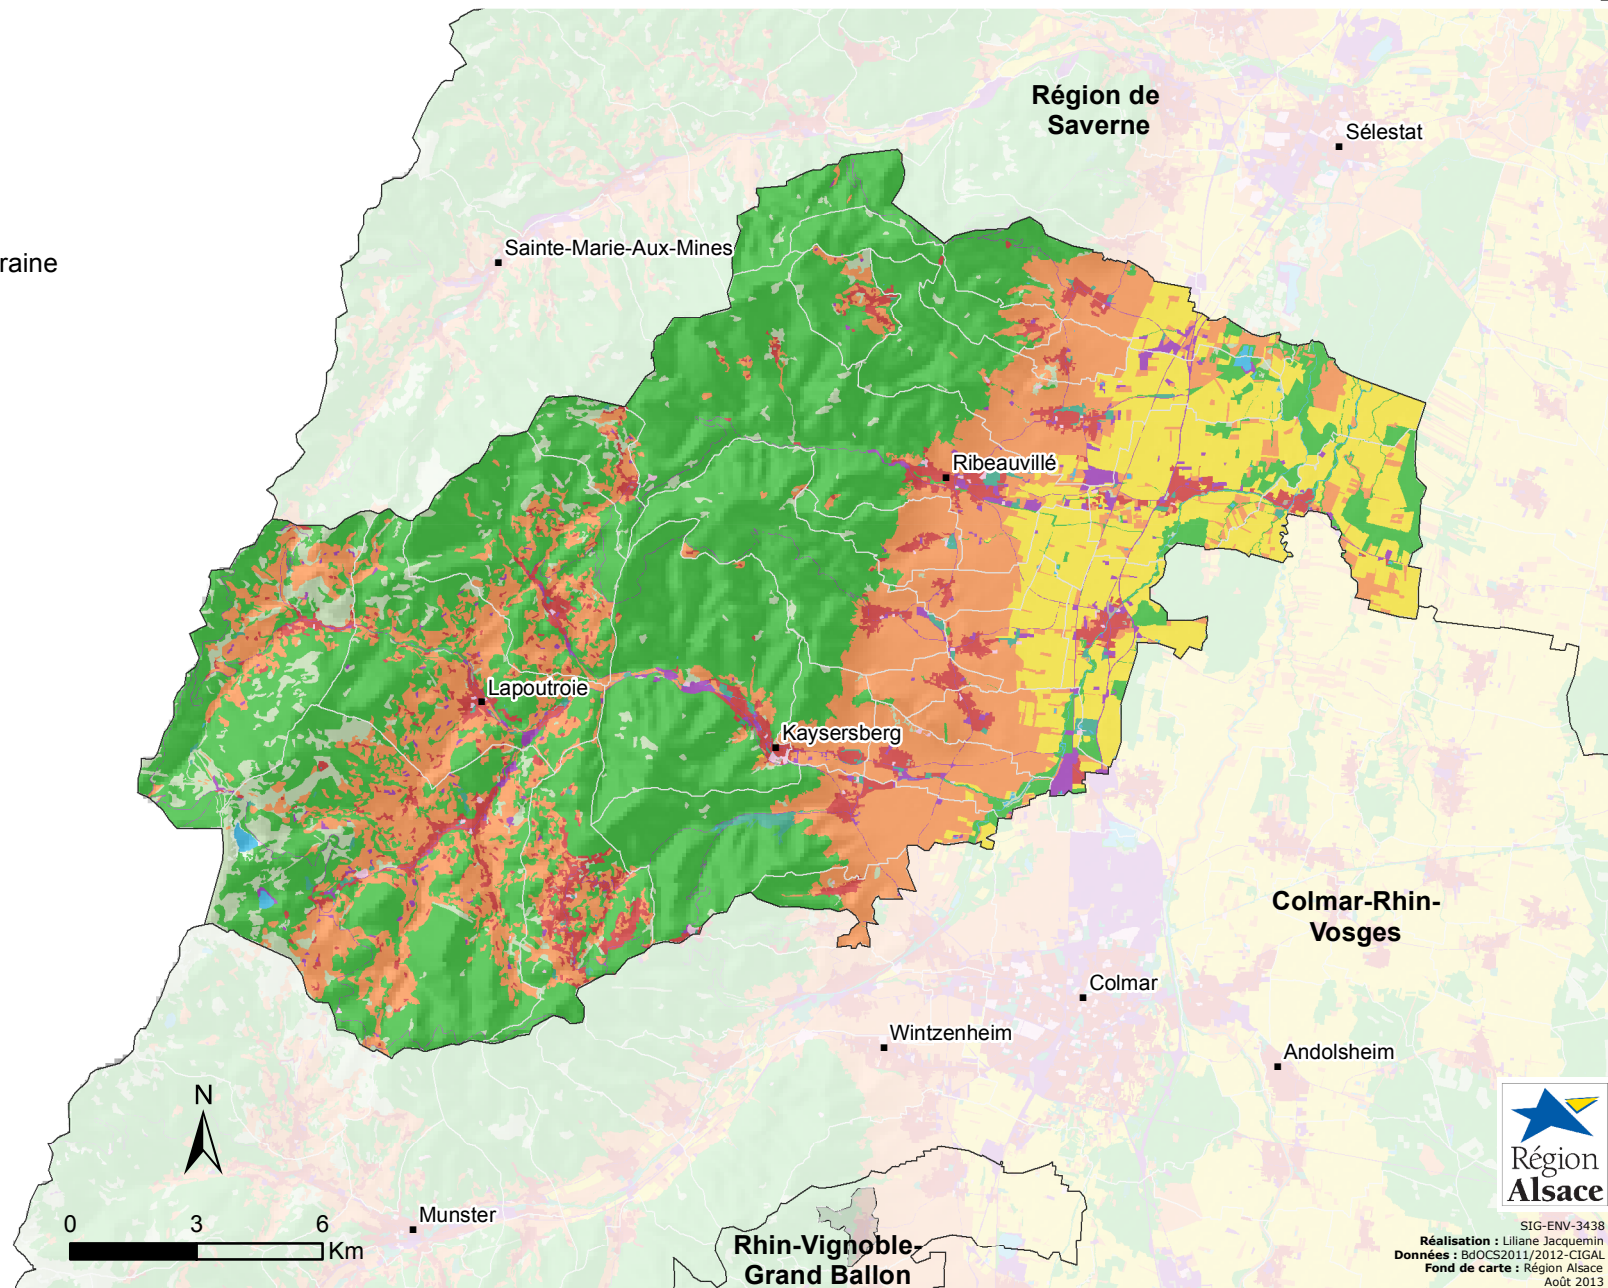 Région de
Saverne
Sélestat
Sainte-Marie-Aux-Mines
raine
Ribeauvillé
Lapoutroie
Kaysersberg
Colmar-Rhin-
Vosges
Colmar
Wintzenheim
Andolsheim
N
Région
Alsace
Munster
0 3 6
Km
Rhin-Vignoble-
Grand Ballon
SIG-ENV-3438
Réalisation : Liliane Jacquemin
Données : BdOCS2011/2012-CIGAL
Fond de carte : Région Alsace
Août 2013